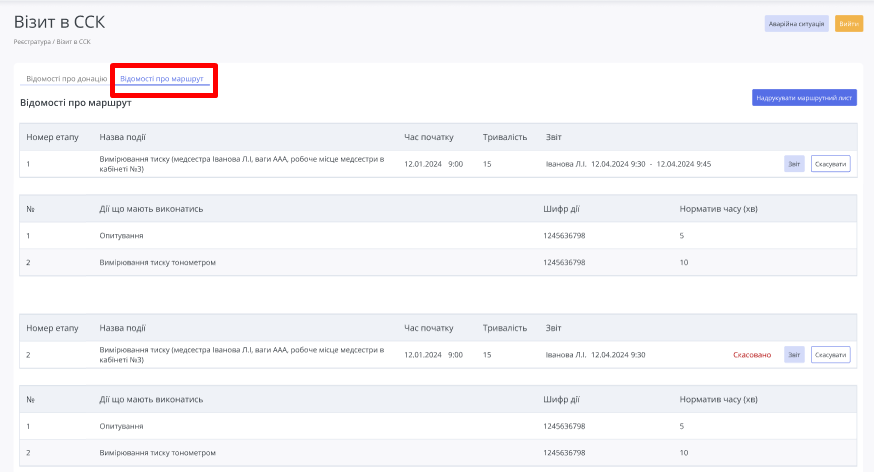 Візит в ССК
Аварійна ситуація
Вийти
Реєстратура / Візит в ССК
Відомості про донацію
Відомості про маршрут
Відомості про маршрут
Надрукувати маршрутний лист
Номер етапу Назва події Час початку Тривалість Звіт
1 Вимірювання тиску (медсестра Іванова Л.І, ваги ААА, робоче місце медсестри в кабінеті №3) 12.01.2024 9:00 15 Іванова Л.І. 12.04.2024 9:30 - 12.04.2024 9:45 Звіт Скасувати
№ Дії що мають виконатись Шифр дії Норматив часу (хв)
1 Опитування 1245636798 5
2 Вимірювання тиску тонометром 1245636798 10
Номер етапу Назва події Час початку Тривалість Звіт
2 Вимірювання тиску (медсестра Іванова Л.І, ваги ААА, робоче місце медсестри в кабінеті №3) 12.01.2024 9:00 15 Іванова Л.І. 12.04.2024 9:30 Скасовано Звіт Скасувати
№ Дії що мають виконатись Шифр дії Норматив часу (хв)
1 Опитування 1245636798 5
2 Вимірювання тиску тонометром 1245636798 10